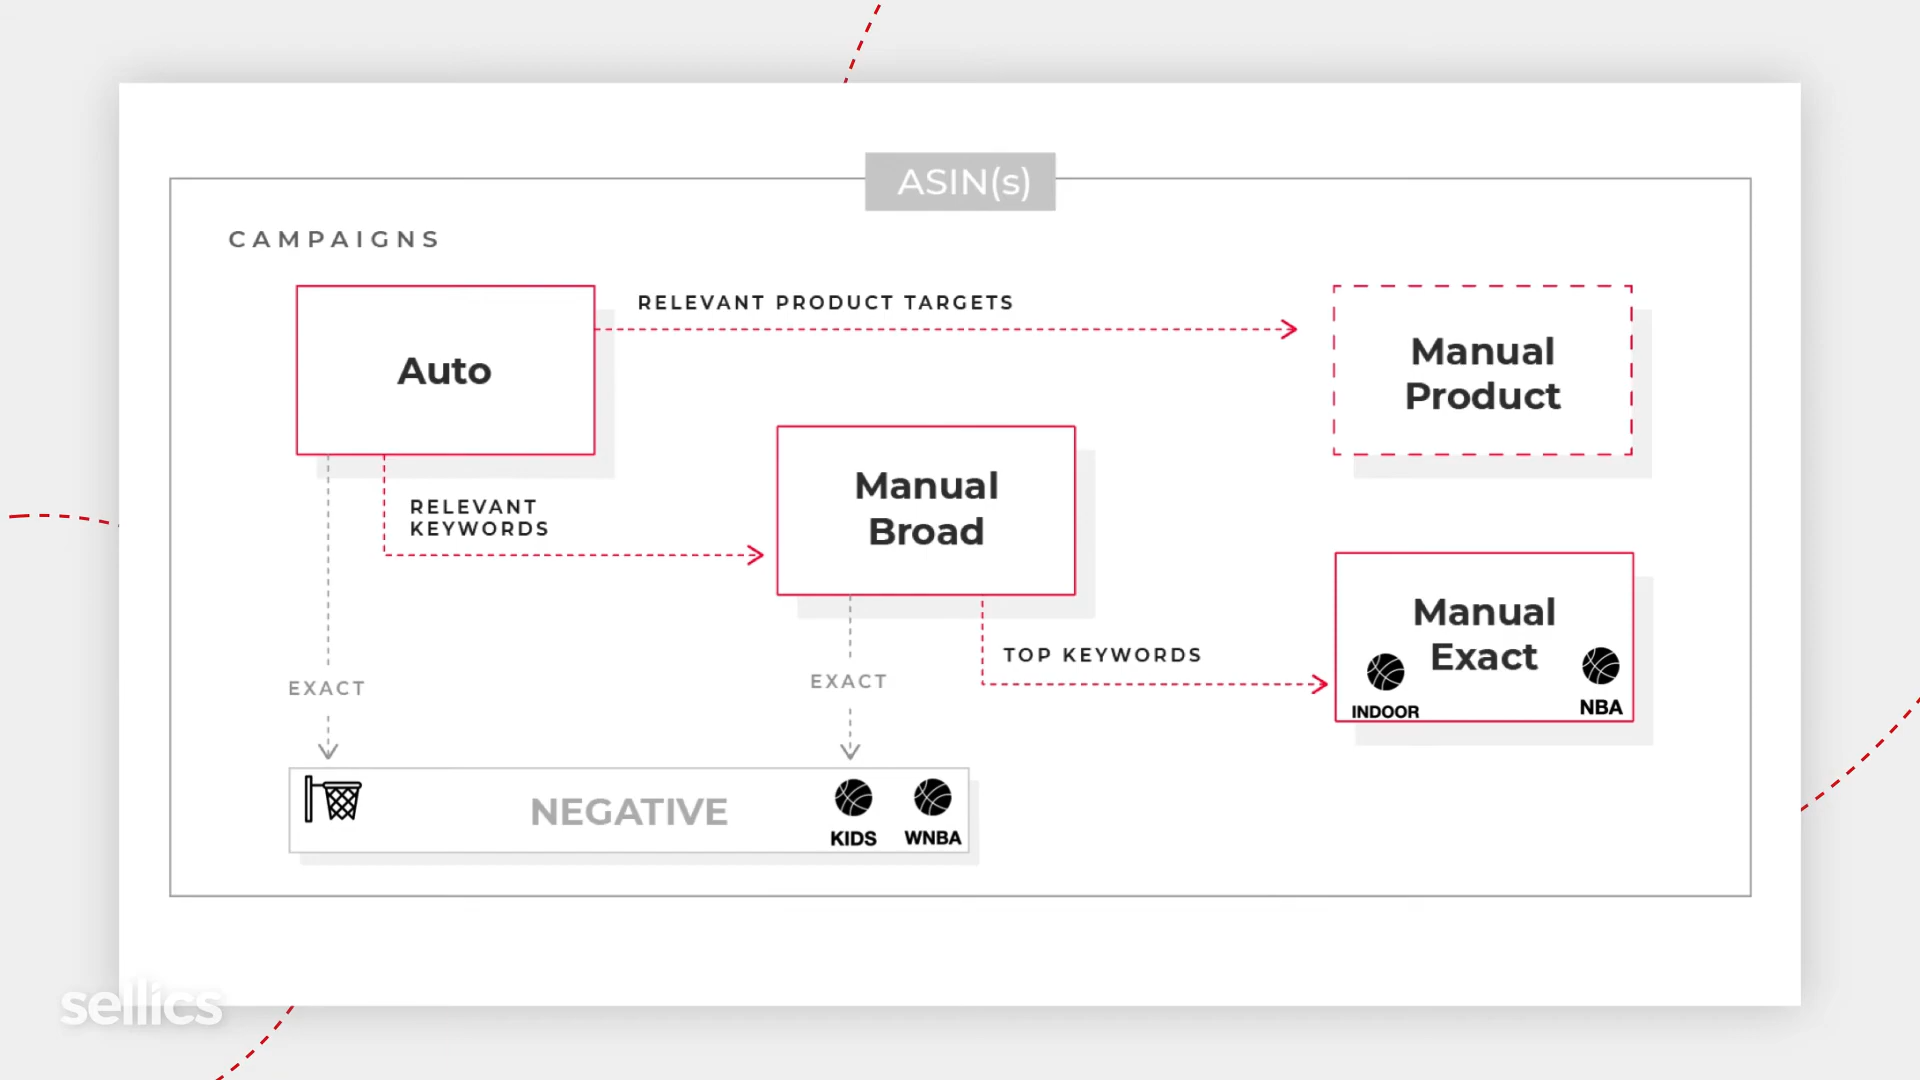 ASIN(s)
CAMPAIGNS
Auto
RELEVANT PRODUCT TARGETS
Manual
Product
RELEVANT
KEYWORDS
Manual
Broad
EXACT
EXACT
TOP KEYWORDS
Manual
Exact
INDOOR
NBA
NEGATIVE
KIDS
WNBA
sellics